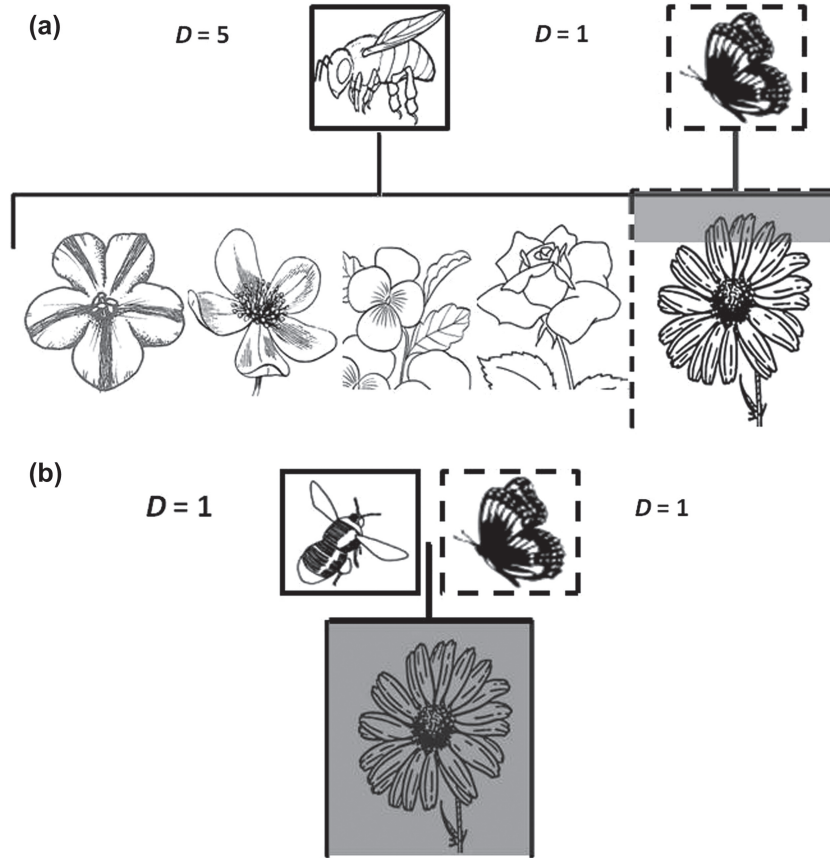 (a)
D = 5
D = 1
(b)
D = 1
D = 1